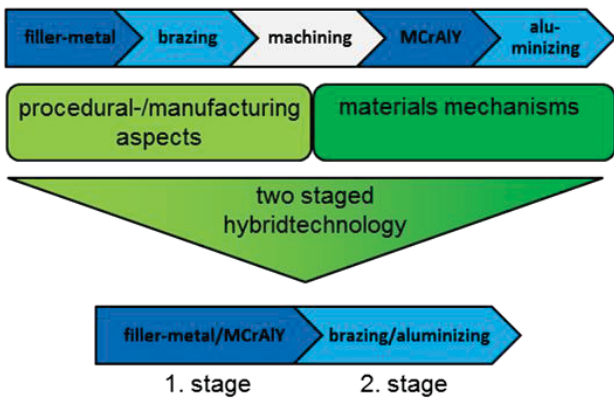 filler-metal brazing machining MCrAlY alu-
minizing
procedural-/manufacturing
aspects
materials mechanisms
two staged
hybridtechnology
filler-metal/MCrAlY brazing/aluminizing
1. stage 2. stage